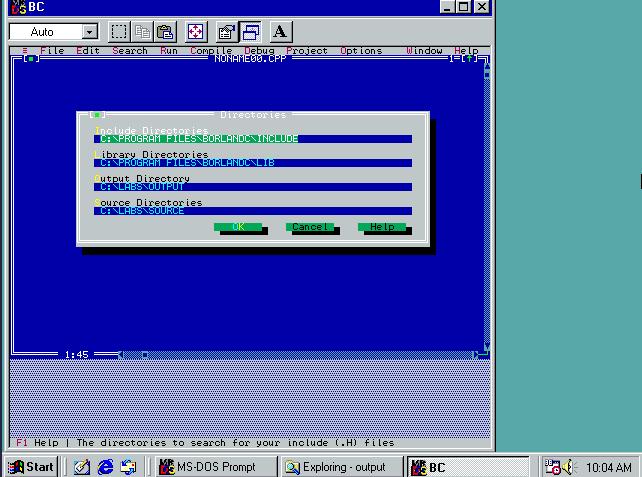 BC
Auto
A
≡ File Edit Search Run Compile Debug Project Options Window Help
NONAME00.CPP 1=[↑]
Directories
Include Directories
C:\PROGRAM FILES\BORLANDC\INCLUDE
Library Directories
C:\PROGRAM FILES\BORLANDC\LIB
Output Directory
C:\LABS\OUTPUT
Source Directories
C:\LABS\SOURCE
OK Cancel Help
1:45
F1 Help | The directories to search for your include (.H) files
Start MS-DOS Prompt Exploring - output BC 10:04 AM